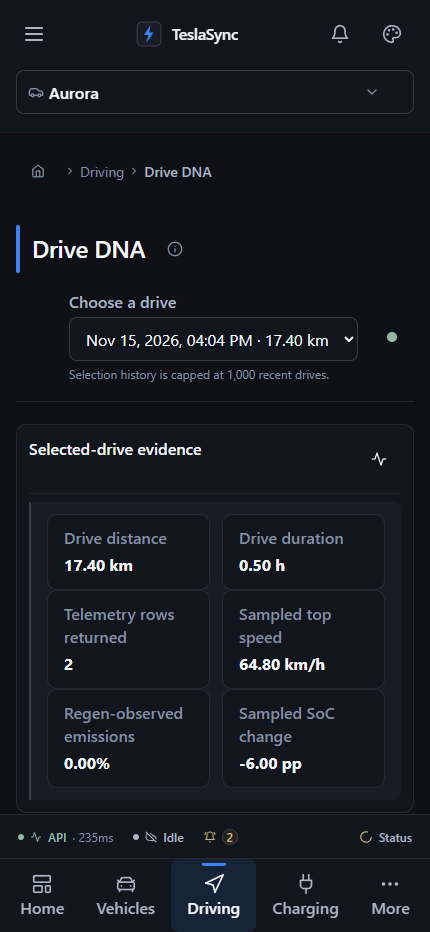 TeslaSync
Aurora
Driving
Drive DNA
Drive DNA
Choose a drive
Nov 15, 2026, 04:04 PM · 17.40 km
Selection history is capped at 1,000 recent drives.
Selected-drive evidence
Drive distance
17.40 km
Drive duration
0.50 h
Telemetry rows
returned
2
Sampled top
speed
64.80 km/h
Regen-observed
emissions
0.00%
Sampled SoC
change
-6.00 pp
API · 235ms
Idle
2
Status
Home
Vehicles
Driving
Charging
More